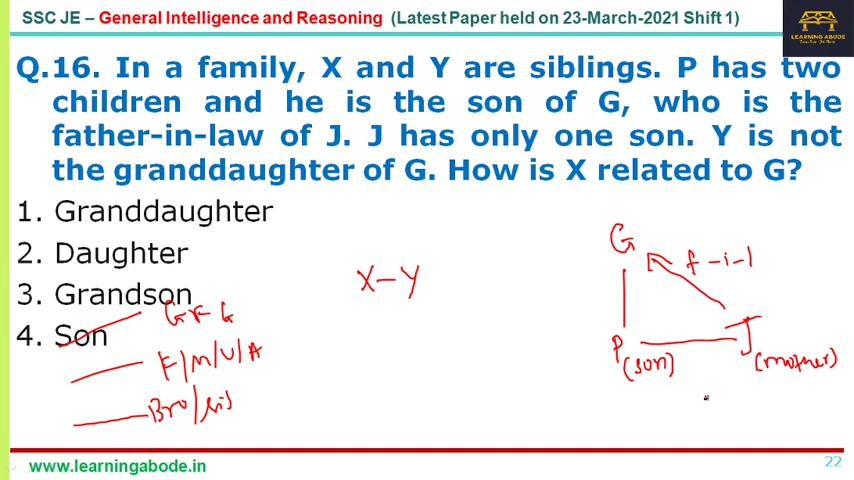 SSC JE – General Intelligence and Reasoning (Latest Paper held on 23-March-2021 Shift 1)
LEARNING ABODE
Q.16. In a family, X and Y are siblings. P has two
children and he is the son of G, who is the
father-in-law of J. J has only one son. Y is not
the granddaughter of G. How is X related to G?
1. Granddaughter
2. Daughter
3. Grandson
4. Son
X - Y
G F G
F/M/U/A
Bro/sis
G
f-i-l
P
J
(son)
(mother)
www.learningabode.in
22